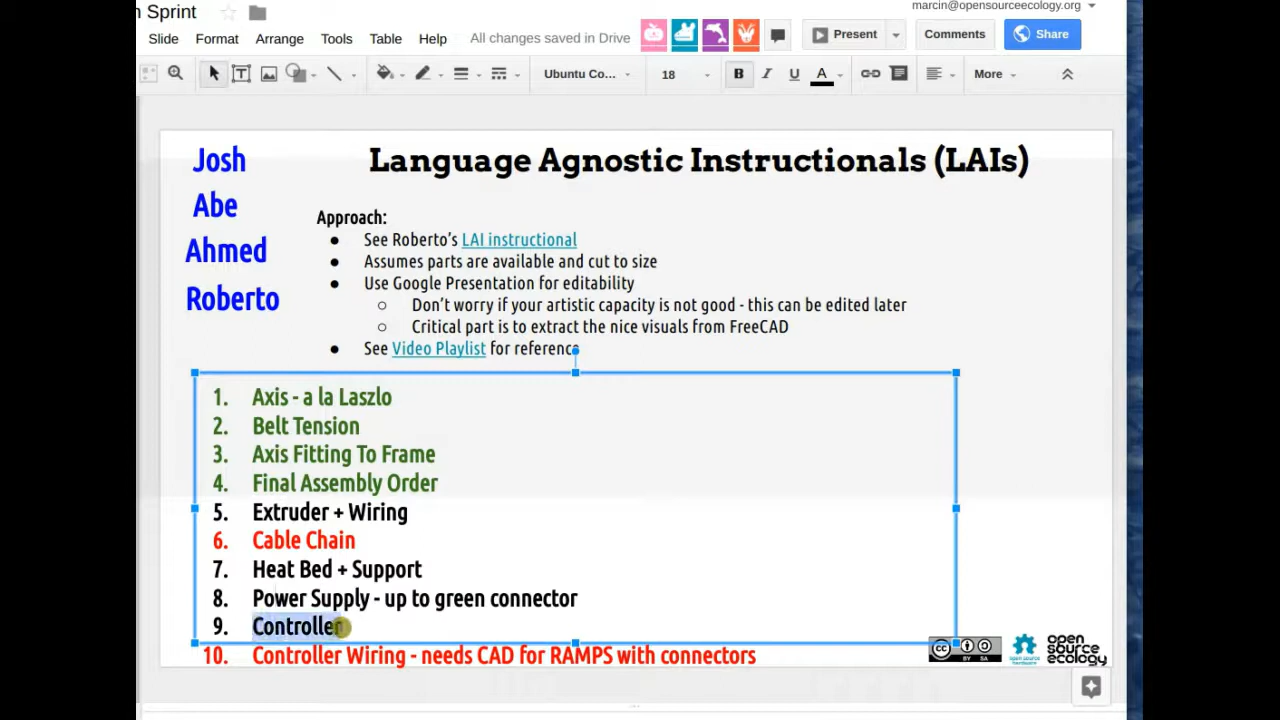 n Sprint
marcin@opensourceecology.org
Slide Format Arrange Tools Table Help All changes saved in Drive Present Comments Share
Ubuntu Co... 18 B I U A More
Josh
Abe
Ahmed
Roberto
Language Agnostic Instructionals (LAIs)
Approach:
● See Roberto's LAI instructional
● Assumes parts are available and cut to size
● Use Google Presentation for editability
○ Don't worry if your artistic capacity is not good - this can be edited later
○ Critical part is to extract the nice visuals from FreeCAD
● See Video Playlist for reference
1. Axis - a la Laszlo
2. Belt Tension
3. Axis Fitting To Frame
4. Final Assembly Order
5. Extruder + Wiring
6. Cable Chain
7. Heat Bed + Support
8. Power Supply - up to green connector
9. Controller
10. Controller Wiring - needs CAD for RAMPS with connectors
cc BY SA
open source hardware
open source ecology